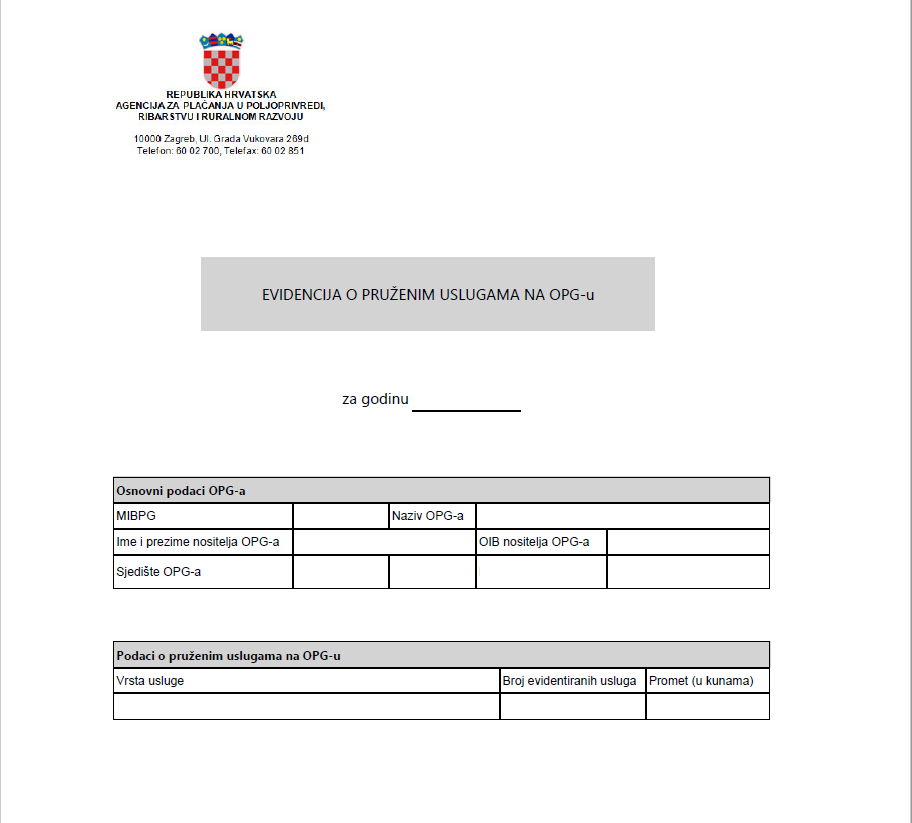 REPUBLIKA HRVATSKA
AGENCIJA ZA PLAĆANJA U POLJOPRIVREDI,
RIBARSTVU I RURALNOM RAZVOJU
10000 Zagreb, Ul. Grada Vukovara 269d
Telefon: 60 02 700, Telefax: 60 02 851
EVIDENCIJA O PRUŽENIM USLUGAMA NA OPG-u
za godinu
Osnovni podaci OPG-a
MIBPG Naziv OPG-a
Ime i prezime nositelja OPG-a OIB nositelja OPG-a
Sjedište OPG-a
Podaci o pruženim uslugama na OPG-u
Vrsta usluge Broj evidentiranih usluga Promet (u kunama)